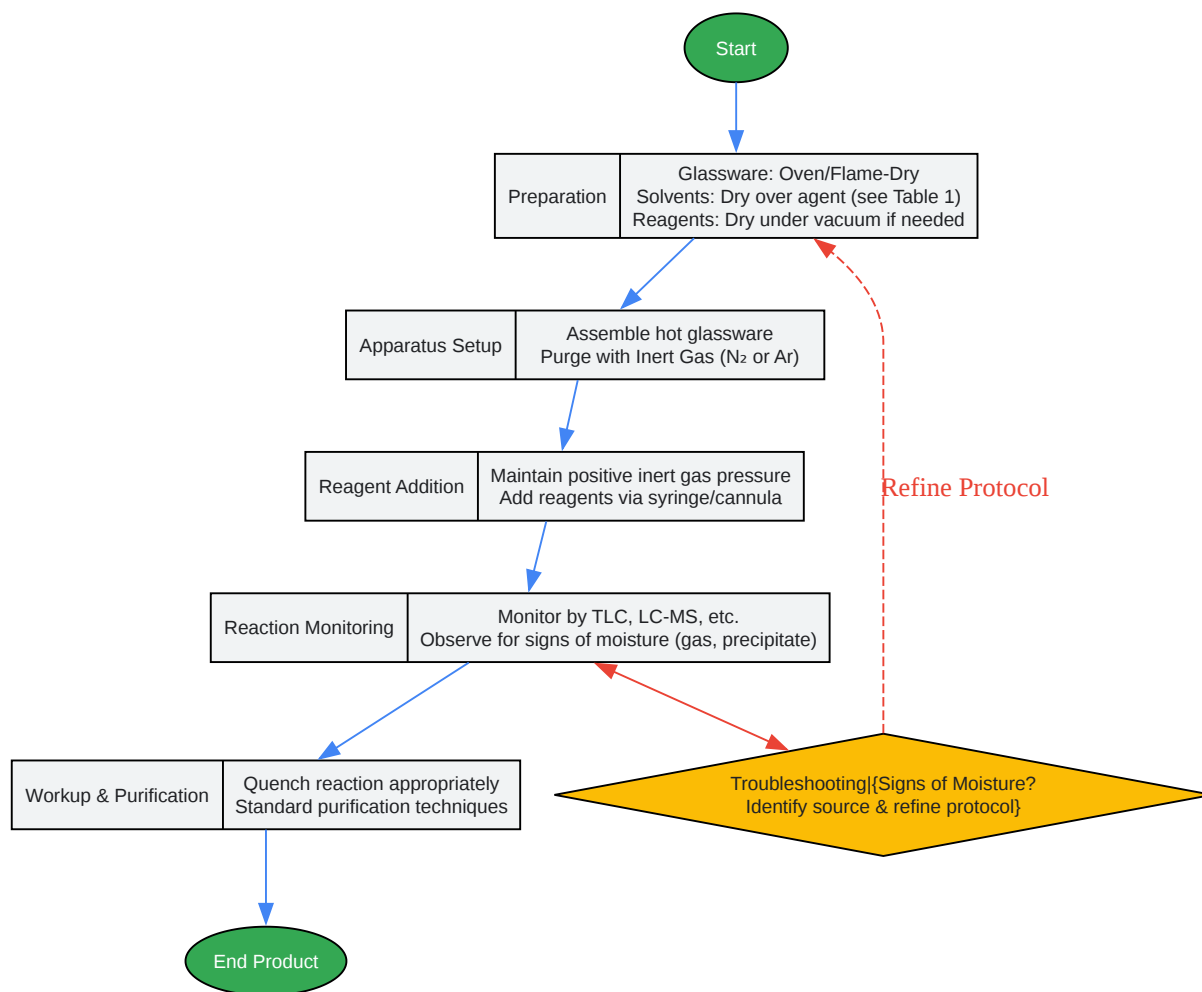 Start
Preparation
Glassware: Oven/Flame-Dry
Solvents: Dry over agent (see Table 1)
Reagents: Dry under vacuum if needed
Apparatus Setup
Assemble hot glassware
Purge with Inert Gas (N₂ or Ar)
Reagent Addition
Maintain positive inert gas pressure
Add reagents via syringe/cannula
Refine Protocol
Reaction Monitoring
Monitor by TLC, LC-MS, etc.
Observe for signs of moisture (gas, precipitate)
Workup & Purification
Quench reaction appropriately
Standard purification techniques
Troubleshooting|{Signs of Moisture?
Identify source & refine protocol}
End Product